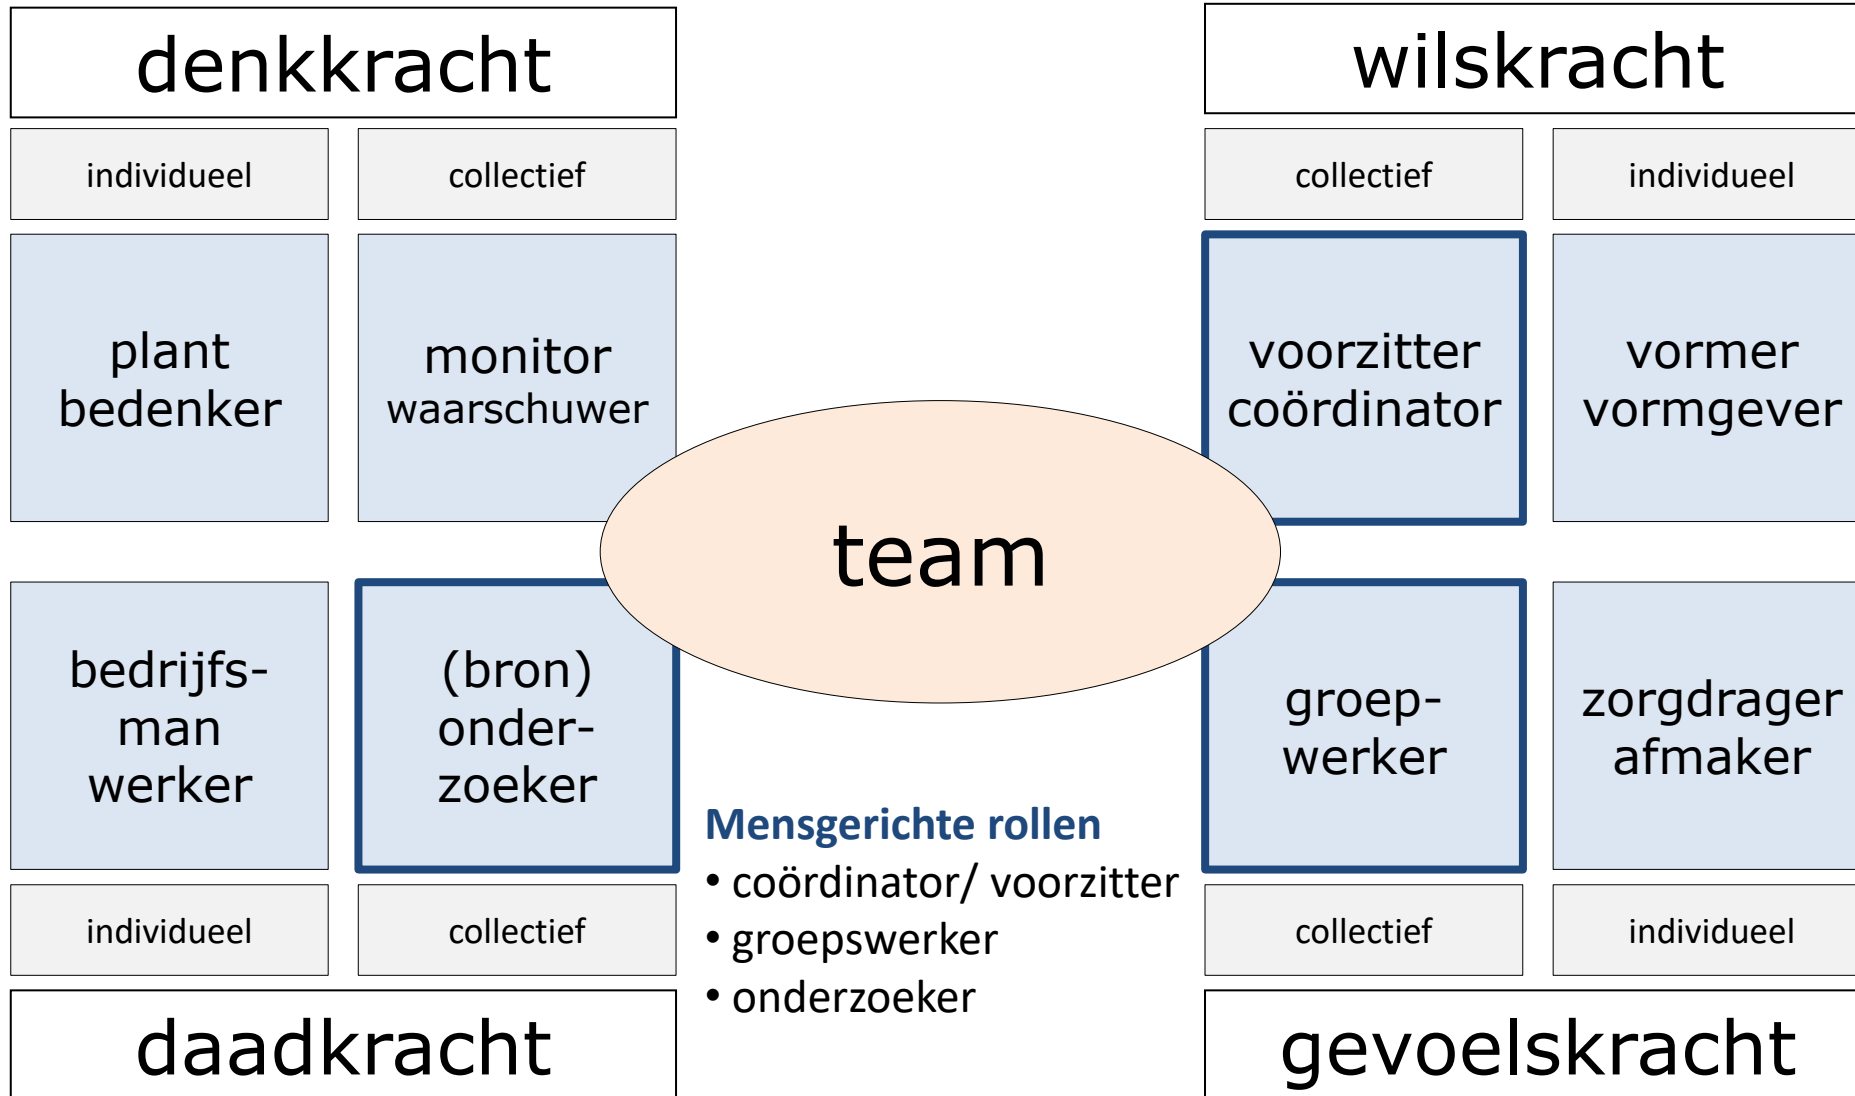 denkkracht
individueel
collectief
plant
bedenker
monitor
waarschuwer
wilskracht
collectief
individueel
voorzitter
coördinator
vormer
vormgever
team
bedrijfs-
man
werker
(bron)
onder-
zoeker
individueel
collectief
daadkracht
Mensgerichte rollen
• coördinator/ voorzitter
• groepswerker
• onderzoeker
groep-
werker
zorgdrager
afmaker
collectief
individueel
gevoelskracht